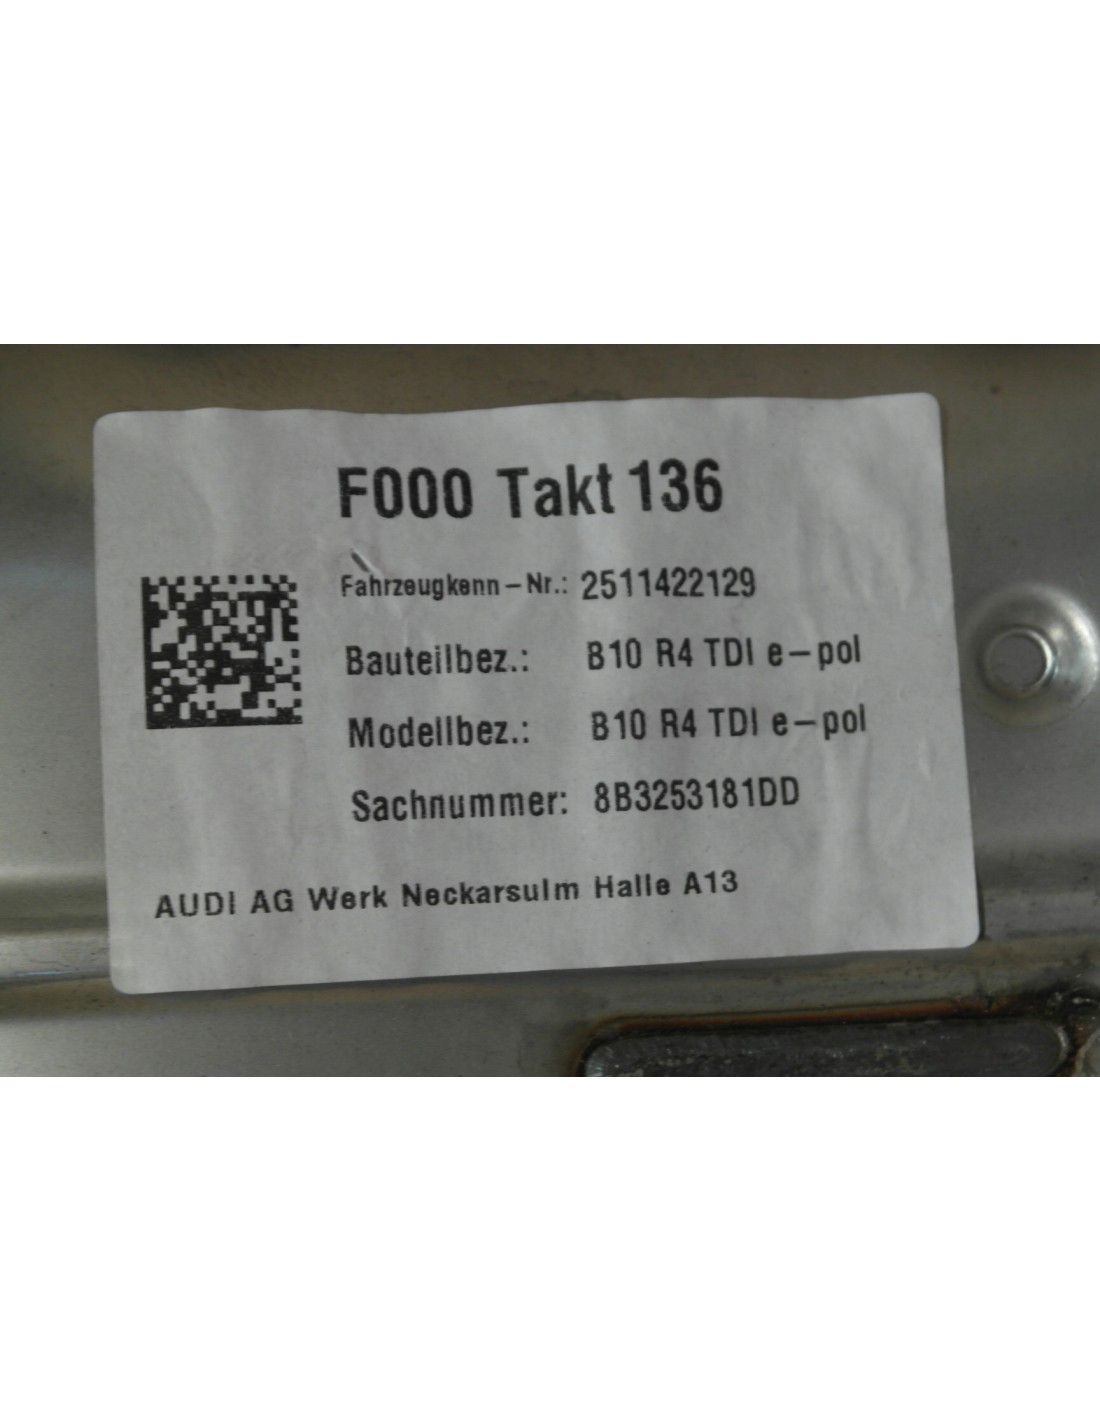 F000 Takt 136
Fahrzeugkenn-Nr.: 2511422129
Bauteilbez.: B10 R4 TDI e-pol
Modellbez.: B10 R4 TDI e-pol
Sachnummer: 8B3253181DD
AUDI AG Werk Neckarsulm Halle A13